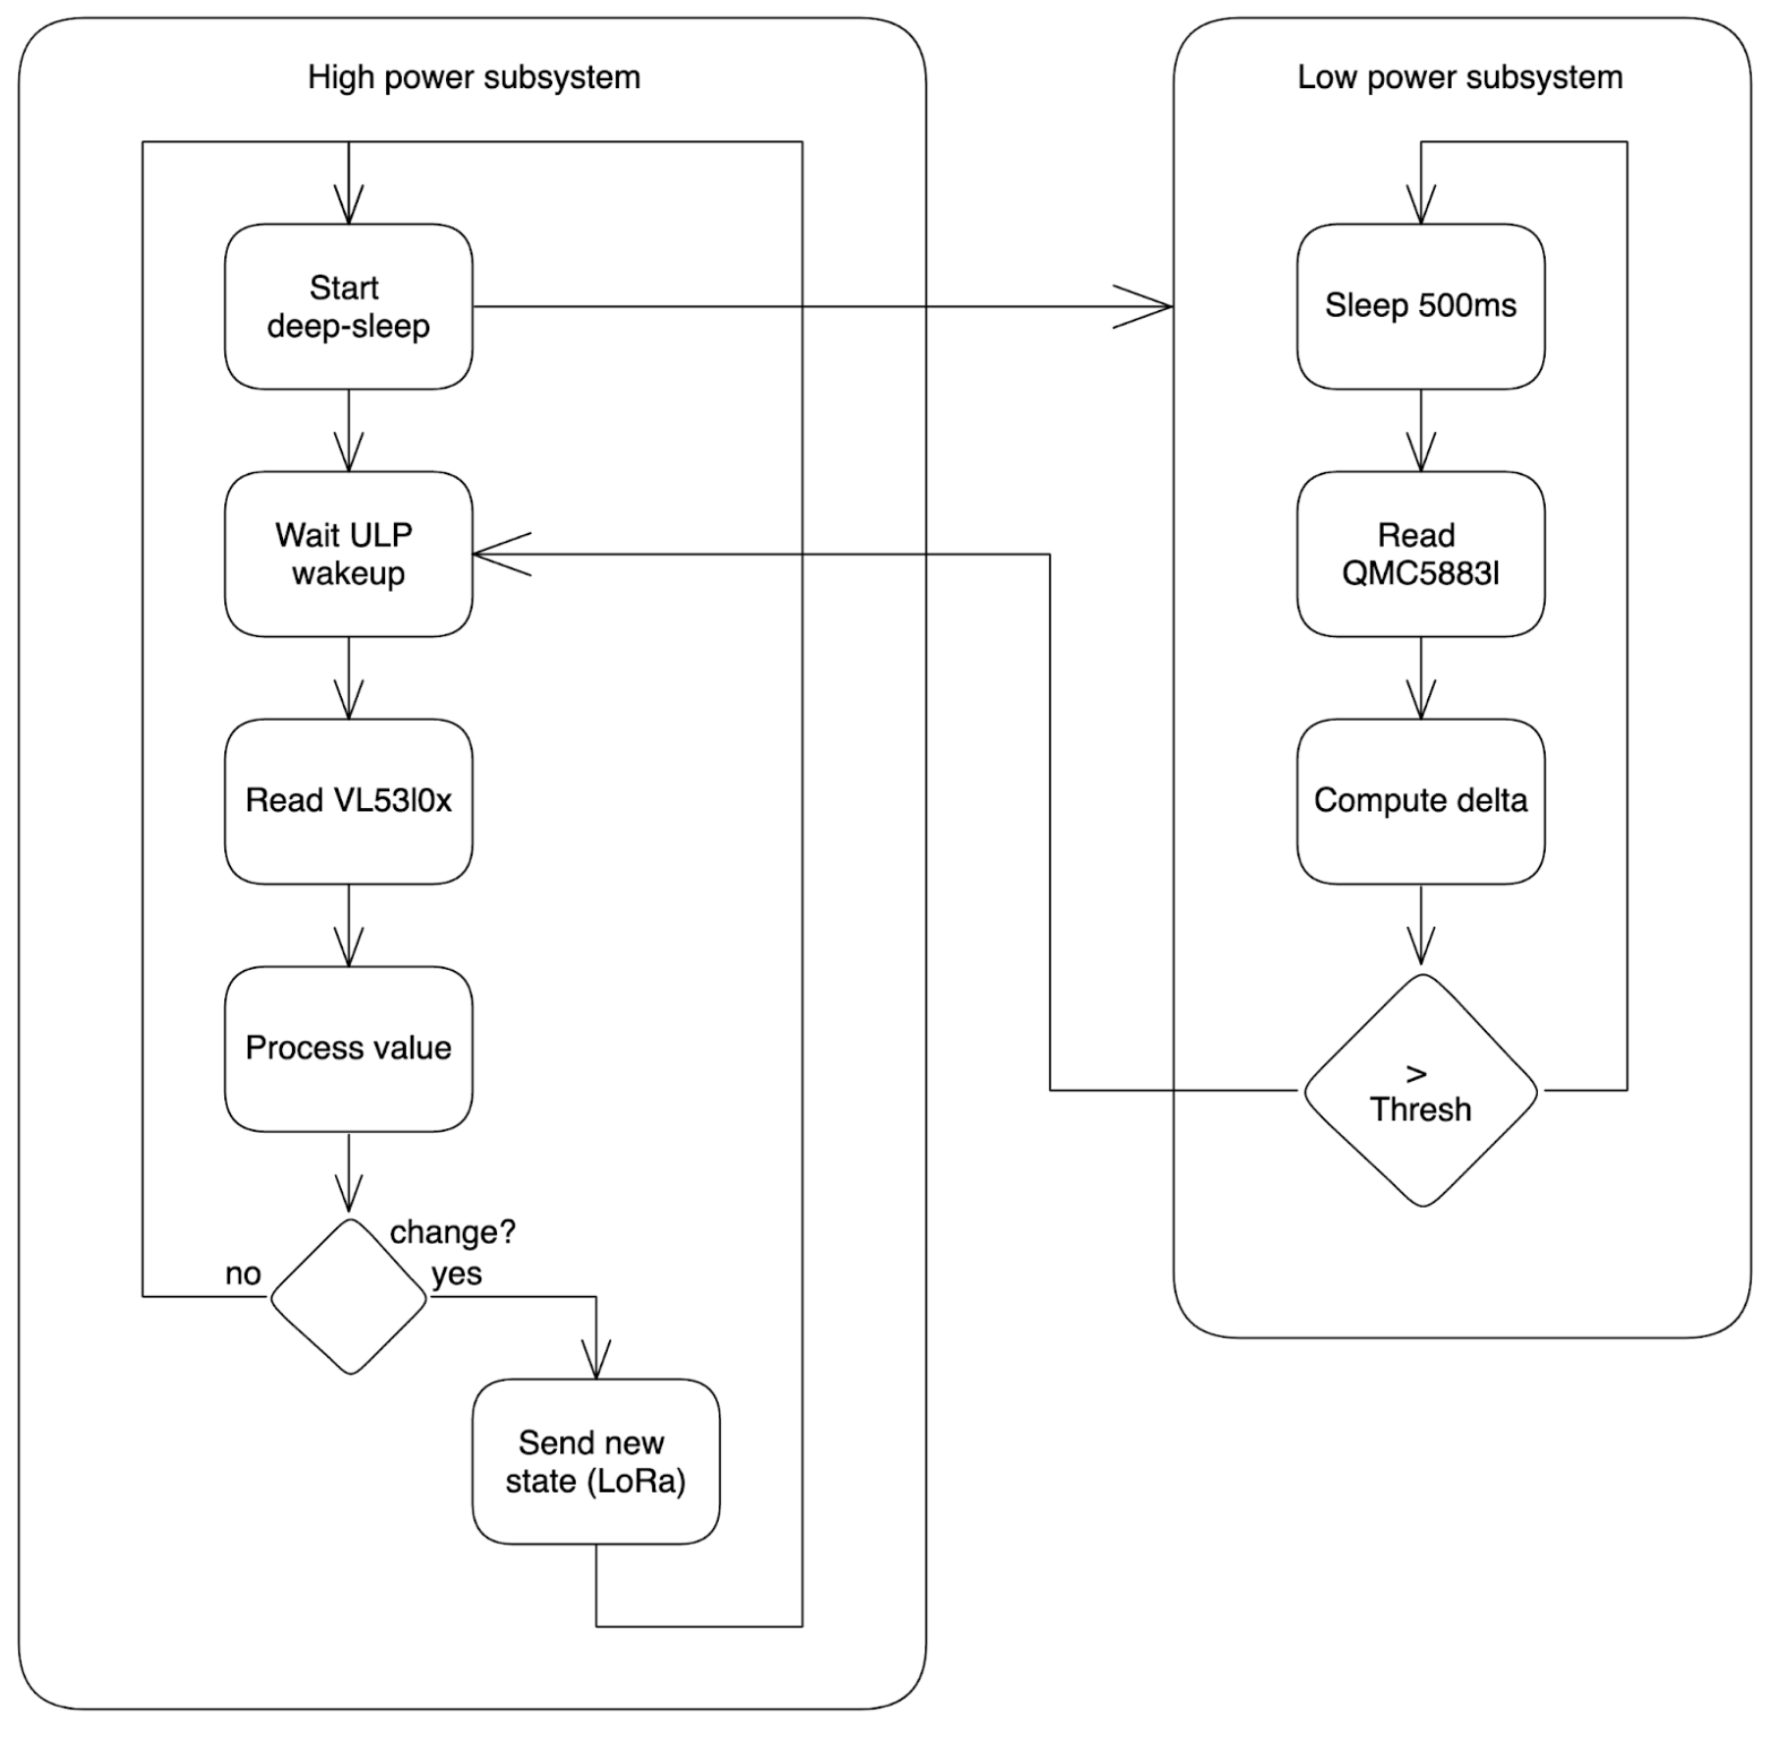 High power subsystem
Start
deep-sleep
Wait ULP
wakeup
Read VL53l0x
Process value
change?
no
yes
Send new
state (LoRa)
Low power subsystem
Sleep 500ms
Read
QMC5883l
Compute delta
>
Thresh